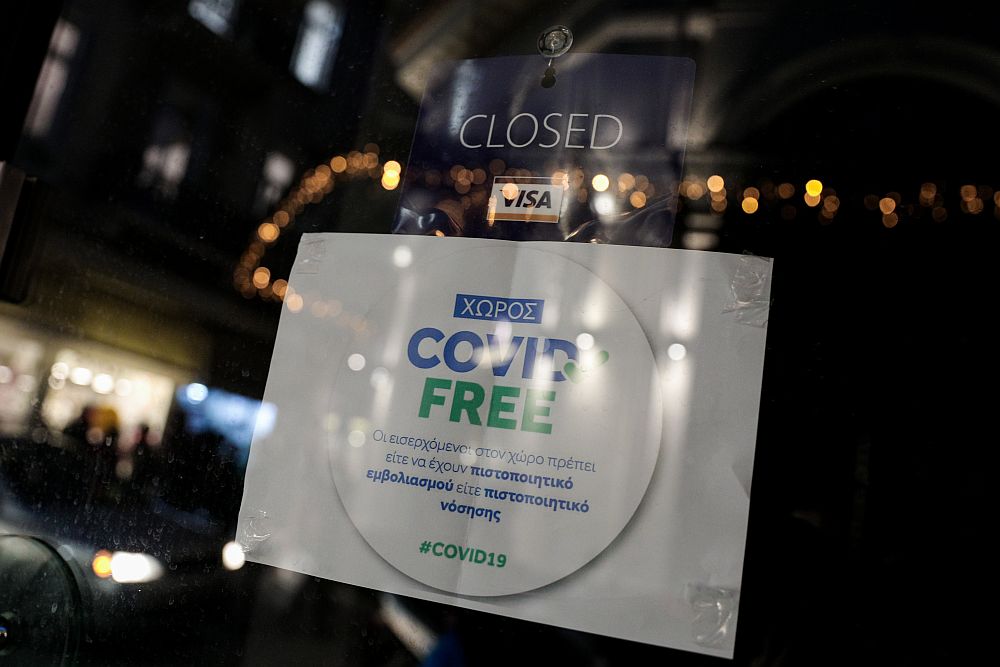 CLOSED
VISA
ΧΩΡΟΣ
COVID
FREE
Οι εισερχόμενοι στον χώρο πρέπει
είτε να έχουν πιστοποιητικό
εμβολιασμού είτε πιστοποιητικό
νόσησης
#COVID19